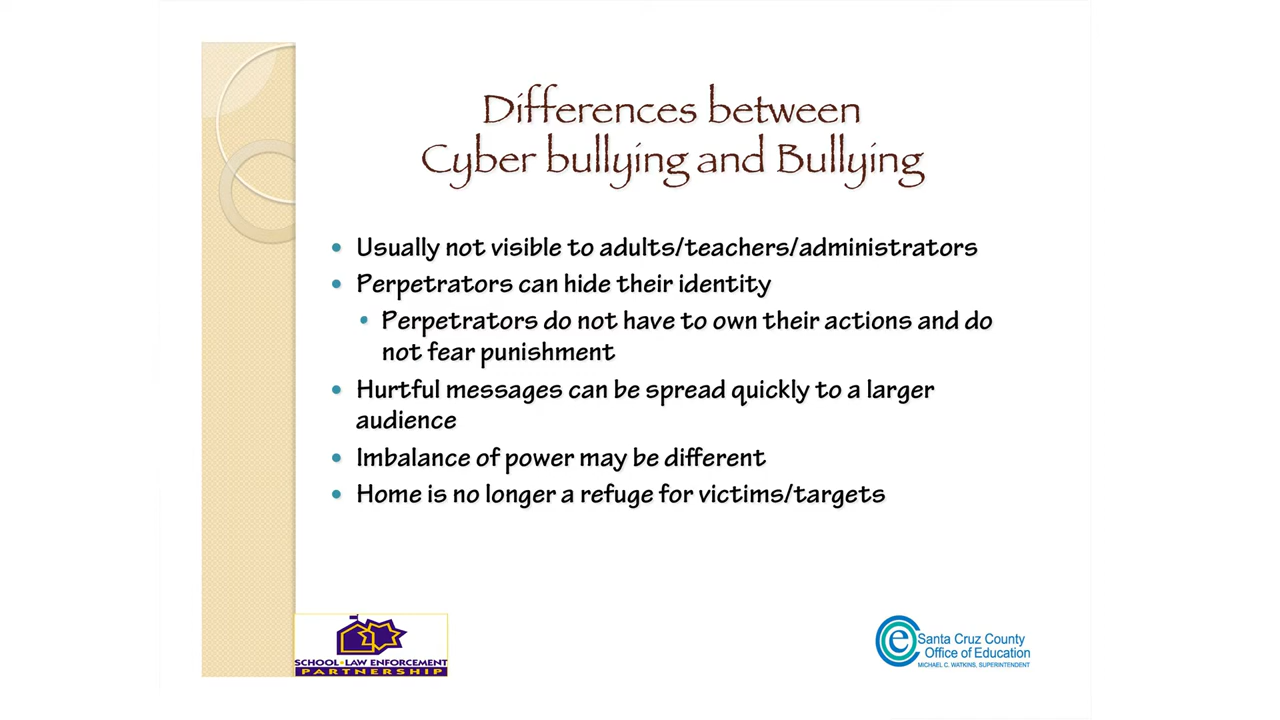 Differences between
Cyber bullying and Bullying
• Usually not visible to adults/teachers/administrators
• Perpetrators can hide their identity
• Perpetrators do not have to own their actions and do
not fear punishment
• Hurtful messages can be spread quickly to a larger
audience
• Imbalance of power may be different
• Home is no longer a refuge for victims/targets
SCHOOL•LAW ENFORCEMENT
PARTNERSHIP
e Santa Cruz County
Office of Education
MICHAEL C. WATKINS, SUPERINTENDENT